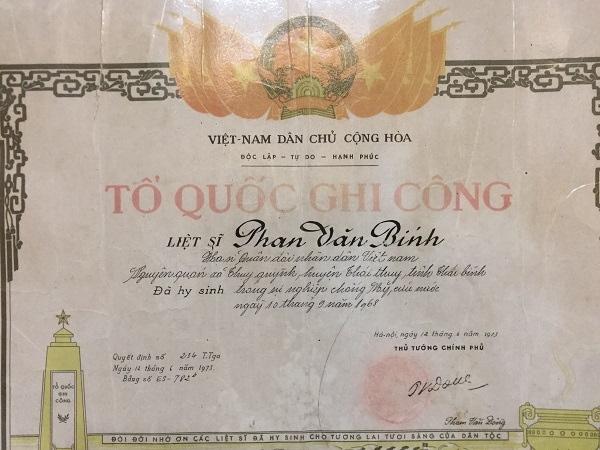 VIỆT-NAM DÂN CHỦ CỘNG HÒA
ĐỘC LẬP – TỰ DO – HẠNH PHÚC
TỔ QUỐC GHI CÔNG
LIỆT SĨ Phan Văn Bính
Quân đội nhân dân Việt nam
Nguyên quán xã Thụy quỳnh, huyện Thái thụy tỉnh Thái bình
Đã hy sinh trong sự nghiệp chống Mỹ, cứu nước
ngày 10 tháng 9 năm 1968
Hà-nội, ngày 14 tháng 6 năm 1973
THỦ TƯỚNG CHÍNH PHỦ
Quyết định số 234 T.Tg
Ngày 14 tháng 6 năm 1973.
Bằng số ES-782
Phạm Văn Đồng
TỔ QUỐC
GHI
CÔNG
ĐỜI ĐỜI NHỚ ƠN CÁC LIỆT SĨ ĐÃ HY SINH CHO TƯƠNG LAI TƯƠI SÁNG CỦA DÂN TỘC